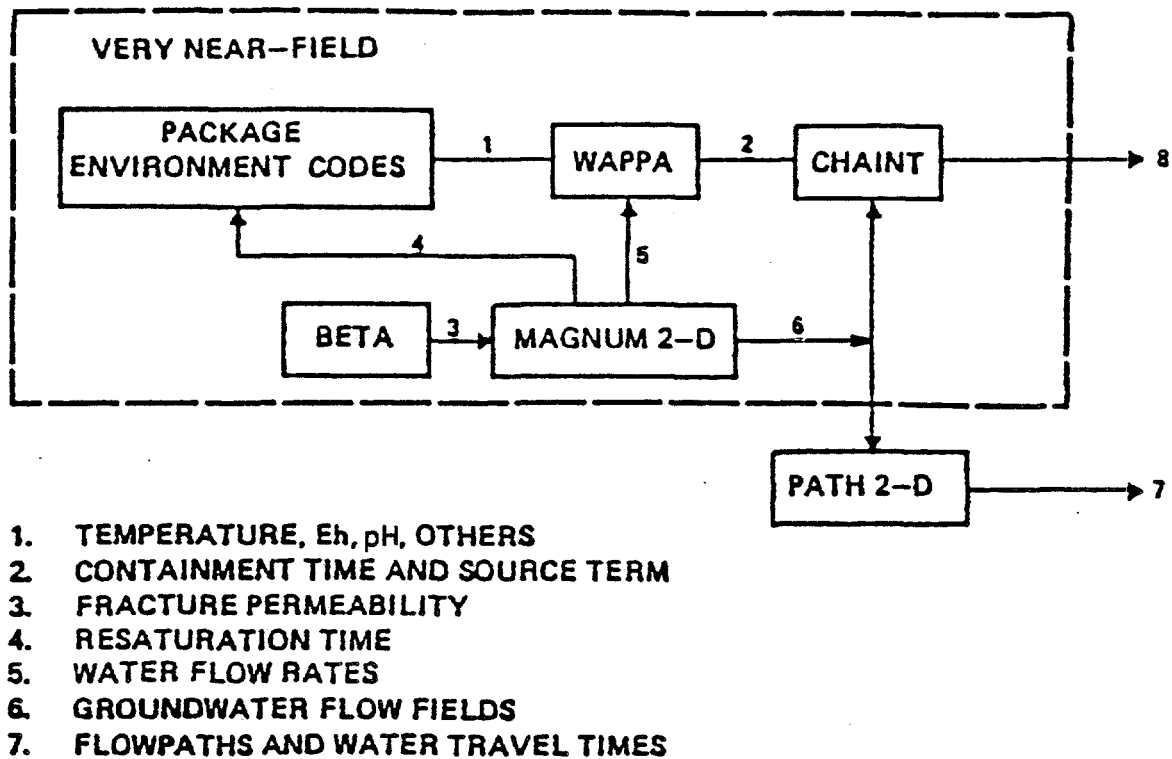 VERY NEAR–FIELD
PACKAGE
ENVIRONMENT CODES
1
WAPPA
2
CHAINT
8
4
5
BETA
3
MAGNUM 2–D
6
PATH 2–D
7
1. TEMPERATURE, Eh, pH, OTHERS
2. CONTAINMENT TIME AND SOURCE TERM
3. FRACTURE PERMEABILITY
4. RESATURATION TIME
5. WATER FLOW RATES
6. GROUNDWATER FLOW FIELDS
7. FLOWPATHS AND WATER TRAVEL TIMES